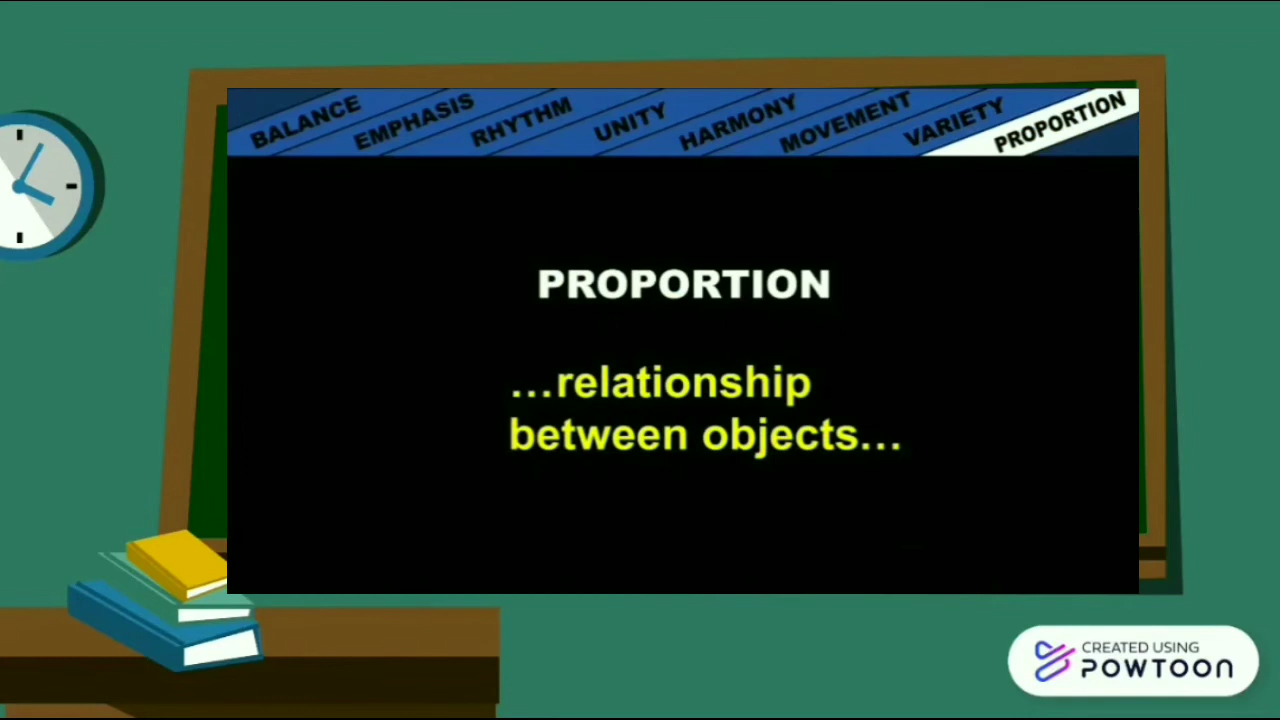 BALANCE EMPHASIS RHYTHM UNITY HARMONY MOVEMENT VARIETY PROPORTION
PROPORTION
...relationship
between objects...
CREATED USING
POWTOON